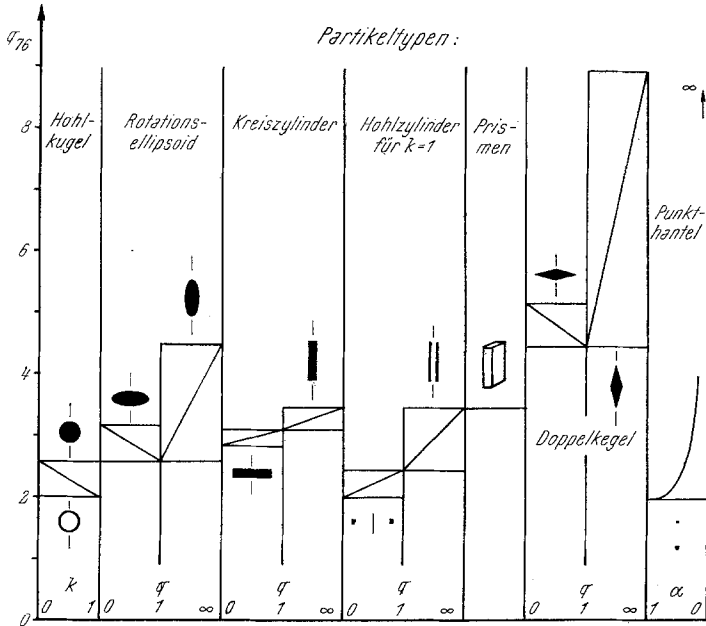 q76
Partikeltypen:
∞
8
Hohl-
kugel
Rotations-
ellipsoid
Kreiszylinder
Hohlzylinder
für k=1
Pris-
men
Punkt-
hantel
6
4
Doppelkegel
2
k
q
q
q
q
α
0 1
0 1 ∞
0 1 ∞
0 1 ∞
0 1 ∞
1 0
0